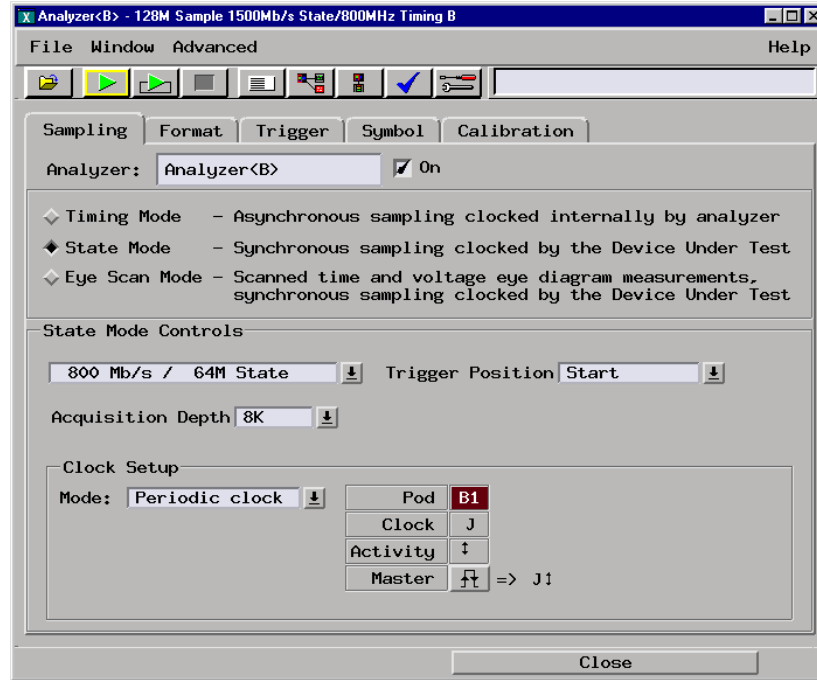 Analyzer<B> - 128M Sample 1500Mb/s State/800MHz Timing B
File Window Advanced Help
Sampling Format Trigger Symbol Calibration
Analyzer: Analyzer<B> On
Timing Mode - Asynchronous sampling clocked internally by analyzer
State Mode - Synchronous sampling clocked by the Device Under Test
Eye Scan Mode - Scanned time and voltage eye diagram measurements,
synchronous sampling clocked by the Device Under Test
State Mode Controls
800 Mb/s / 64M State Trigger Position Start
Acquisition Depth 8K
Clock Setup
Mode: Periodic clock Pod B1
Clock J
Activity ↕
Master => J↕
Close